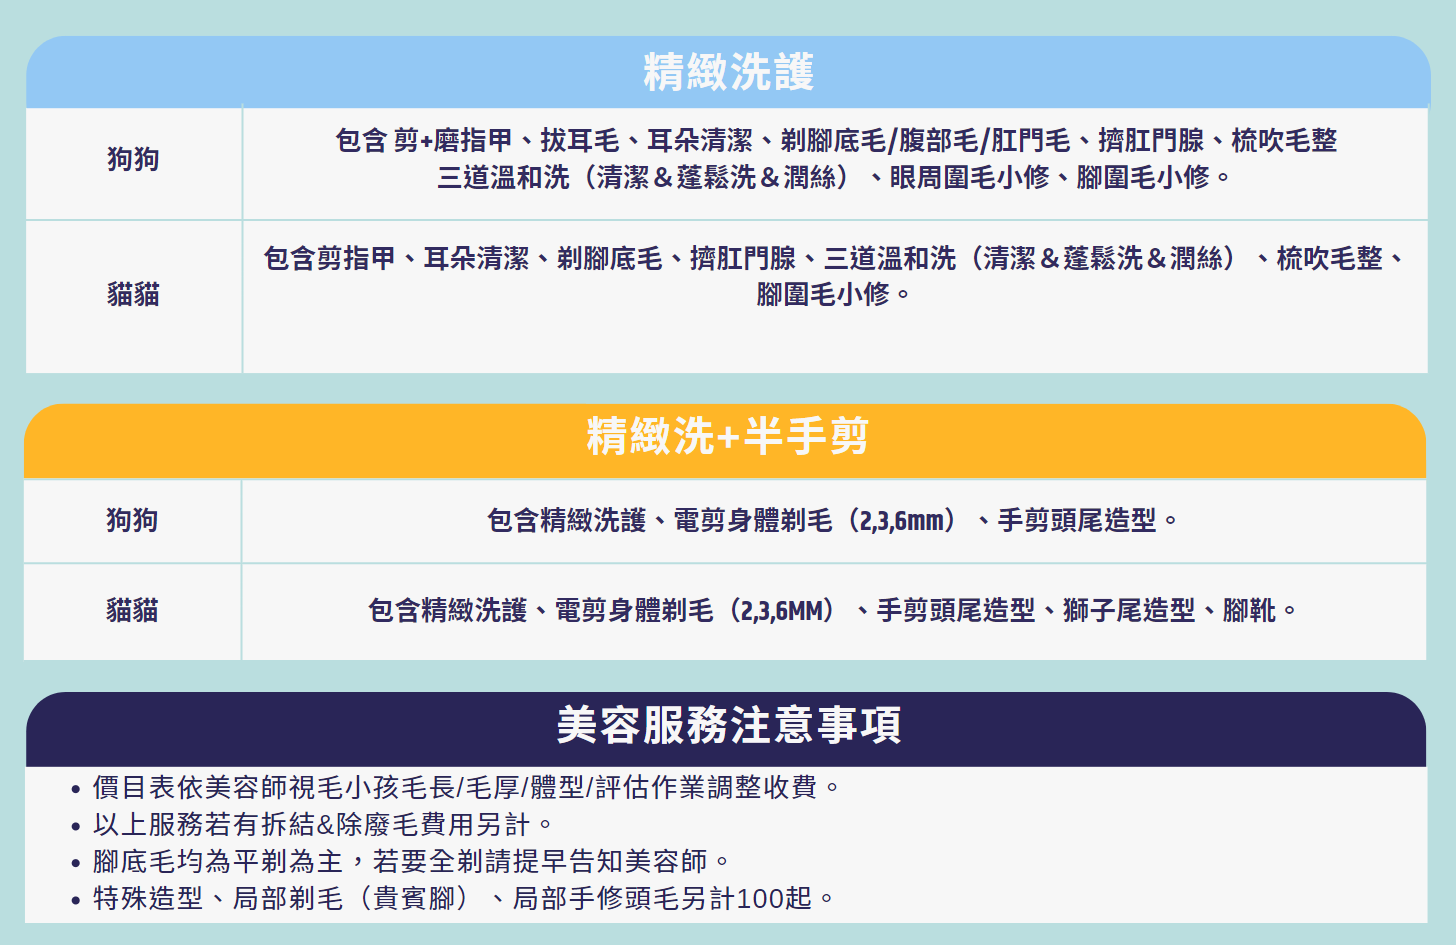 精緻洗護
狗狗
包含 剪+磨指甲、拔耳毛、耳朵清潔、剃腳底毛/腹部毛/肛門毛、擠肛門腺、梳吹毛整
三道溫和洗（清潔＆蓬鬆洗＆潤絲）、眼周圍毛小修、腳圍毛小修。
貓貓
包含剪指甲、耳朵清潔、剃腳底毛、擠肛門腺、三道溫和洗（清潔＆蓬鬆洗＆潤絲）、梳吹毛整、
腳圍毛小修。
精緻洗+半手剪
狗狗
包含精緻洗護、電剪身體剃毛（2,3,6mm）、手剪頭尾造型。
貓貓
包含精緻洗護、電剪身體剃毛（2,3,6MM）、手剪頭尾造型、獅子尾造型、腳靴。
美容服務注意事項
• 價目表依美容師視毛小孩毛長/毛厚/體型/評估作業調整收費。
• 以上服務若有拆結&除廢毛費用另計。
• 腳底毛均為平剃為主，若要全剃請提早告知美容師。
• 特殊造型、局部剃毛（貴賓腳）、局部手修頭毛另計100起。